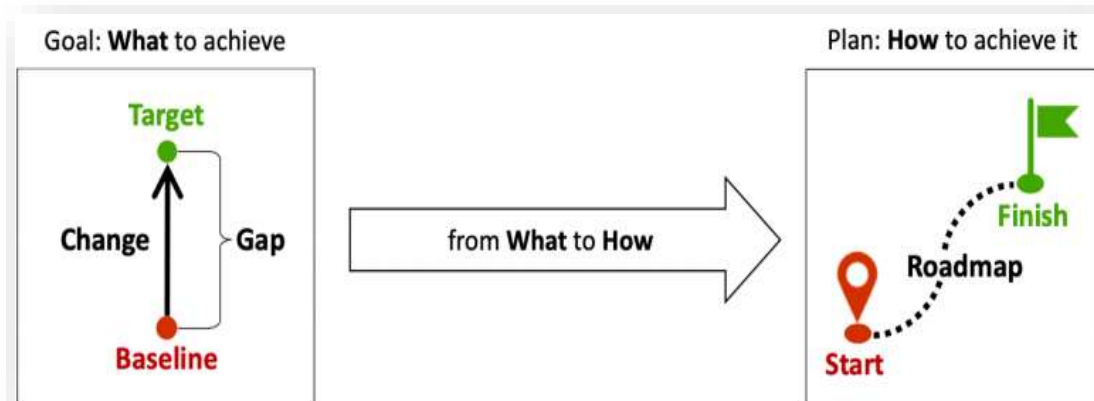 Goal: What to achieve
Plan: How to achieve it
Target
Change
Gap
Baseline
from What to How
Finish
Roadmap
Start